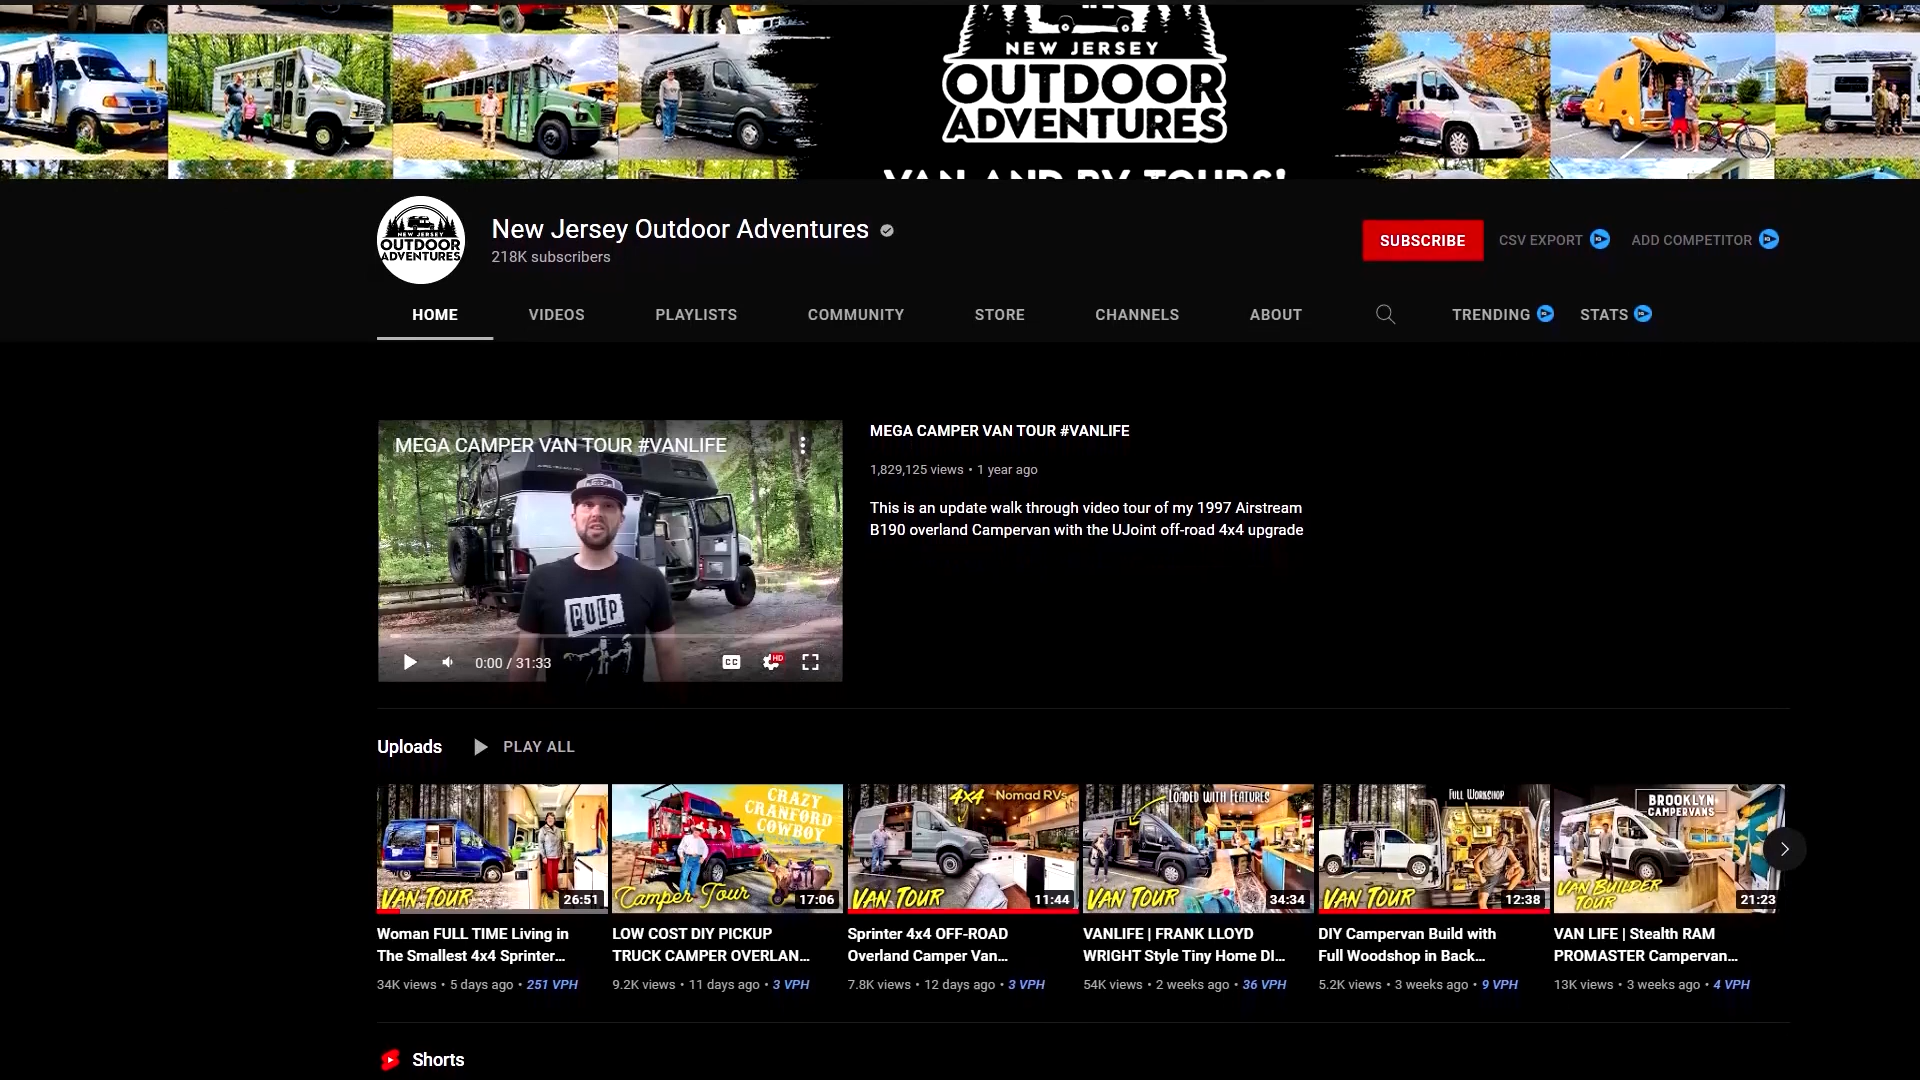 NEW JERSEY
OUTDOOR
ADVENTURES
VAN AND RV TOURS!
NEW JERSEY
OUTDOOR
ADVENTURES
New Jersey Outdoor Adventures
218K subscribers
SUBSCRIBE
CSV EXPORT
ADD COMPETITOR
HOME
VIDEOS
PLAYLISTS
COMMUNITY
STORE
CHANNELS
ABOUT
TRENDING
STATS
MEGA CAMPER VAN TOUR #VANLIFE
PULP
0:00 / 31:33
CC
HD
MEGA CAMPER VAN TOUR #VANLIFE
1,829,125 views • 1 year ago
This is an update walk through video tour of my 1997 Airstream
B190 overland Campervan with the UJoint off-road 4x4 upgrade
Uploads
PLAY ALL
VAN TOUR
26:51
Woman FULL TIME Living in
The Smallest 4x4 Sprinter...
34K views • 5 days ago • 251 VPH
CRAZY
CRANFORD
COWBOY
Camper Tour
17:06
LOW COST DIY PICKUP
TRUCK CAMPER OVERLAN...
9.2K views • 11 days ago • 3 VPH
4X4 Nomad RVs
VAN TOUR
11:44
Sprinter 4x4 OFF-ROAD
Overland Camper Van...
7.8K views • 12 days ago • 3 VPH
LOADED WITH FEATURES
VAN TOUR
34:34
VANLIFE | FRANK LLOYD
WRIGHT Style Tiny Home DI...
54K views • 2 weeks ago • 36 VPH
FULL WORKSHOP
VAN TOUR
12:38
DIY Campervan Build with
Full Woodshop in Back...
5.2K views • 3 weeks ago • 9 VPH
BROOKLYN
CAMPERVANS
VAN BUILDER
TOUR
21:23
VAN LIFE | Stealth RAM
PROMASTER Campervan...
13K views • 3 weeks ago • 4 VPH
Shorts